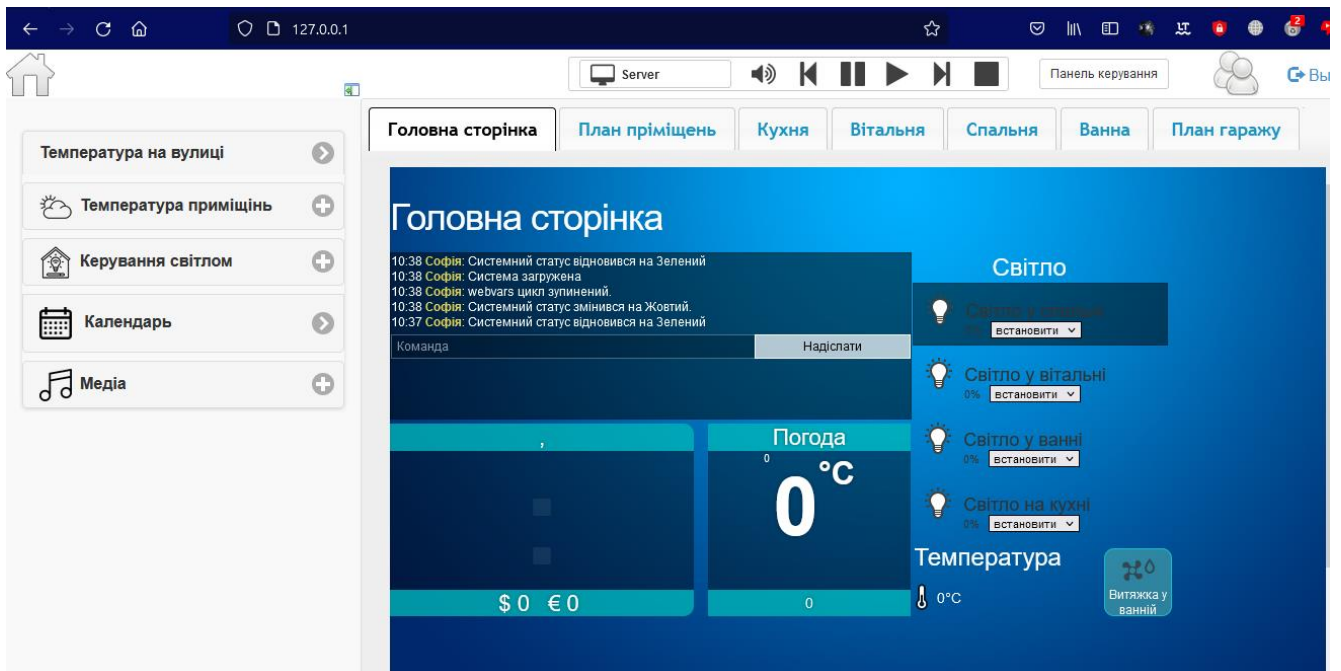 127.0.0.1
2
Server
Панель керування
Вы
Головна сторінка
План приміщень
Кухня
Вітальня
Спальня
Ванна
План гаражу
Температура на вулиці
Температура приміщінь
Керування світлом
Календарь
Медіа
Головна сторінка
10:38 Софія: Системний статус відновився на Зелений
10:38 Софія: Система загружена
10:38 Софія: webvars цикл зупинений.
10:38 Софія: Системний статус змінився на Жовтий.
10:37 Софія: Системний статус відновився на Зелений
Команда
Надіслати
,
$ 0 € 0
Погода
0
0 °C
0
Світло
Світло у
встановити
Світло у вітальні
0% встановити
Світло у ванні
0% встановити
Світло на кухні
0% встановити
Температура
0°C
Витяжка у
ванній